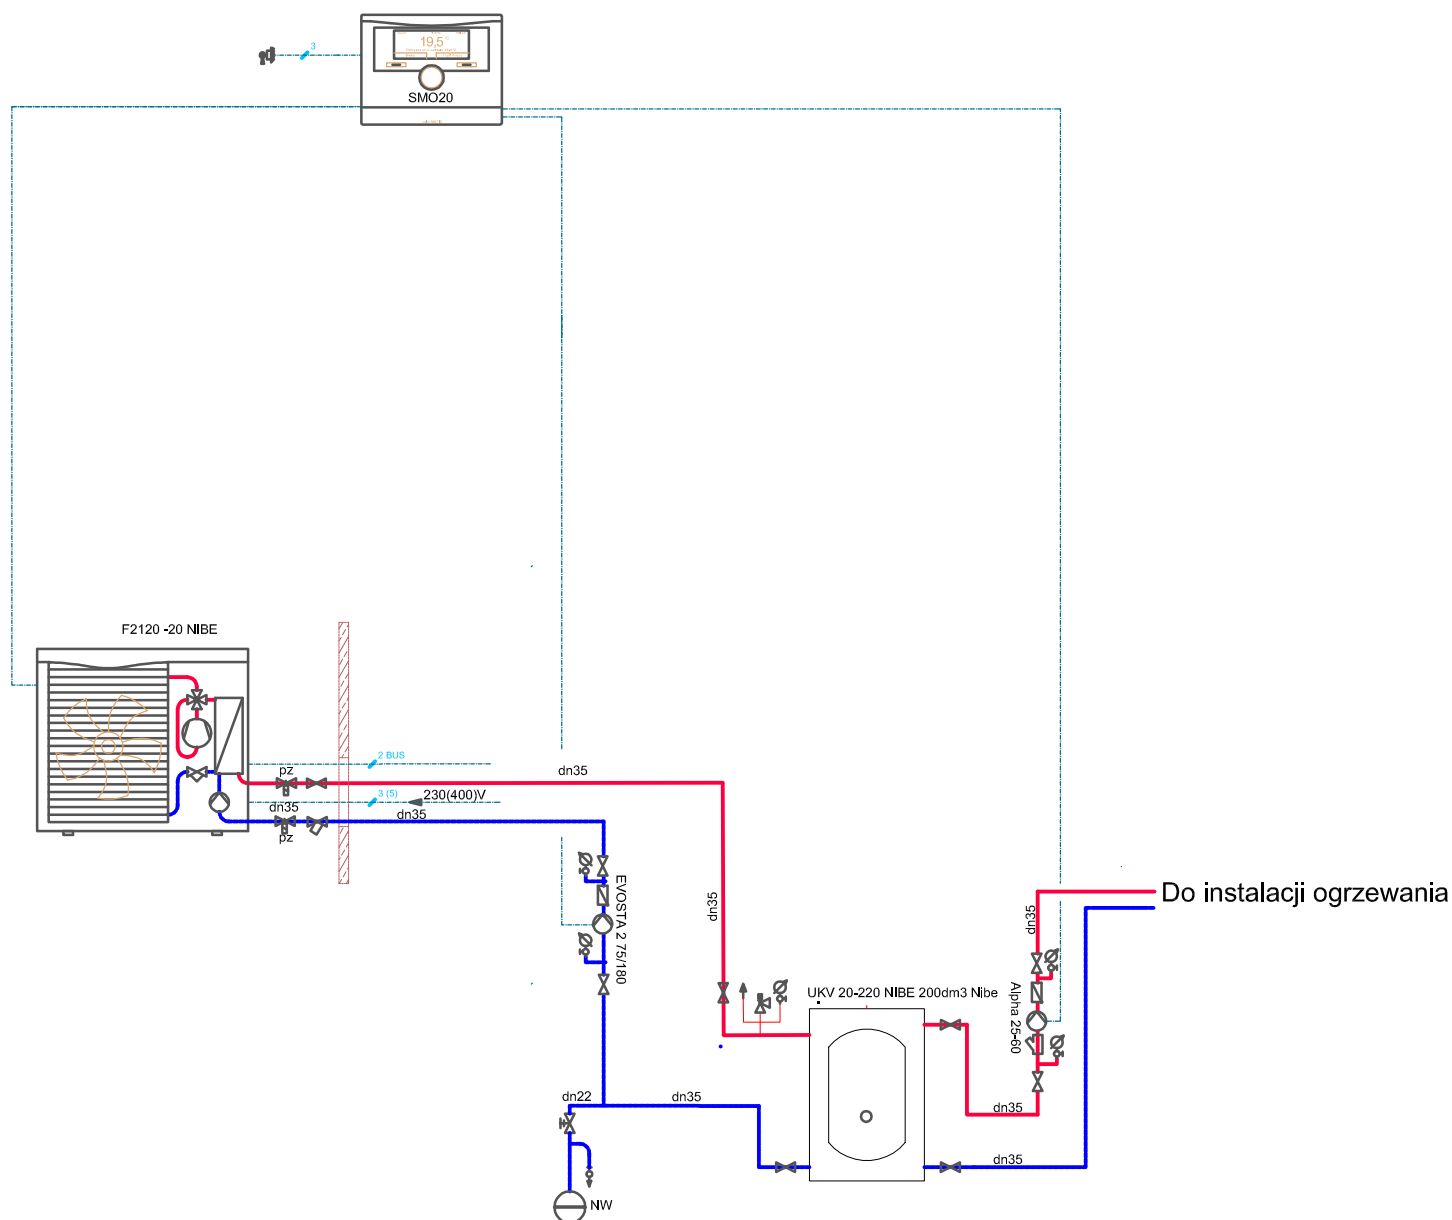 3
19,5
SMO20
F2120 -20 NIBE
2 BUS
pz
dn35
3 (5)
230(400)V
dn35
dn35
pz
EVOSTA 2 75/180
dn35
dn35
Do instalacji ogrzewania
UKV 20-220 NIBE 200dm3 Nibe
Alpha 25-60
dn22
dn35
dn35
dn35
NW